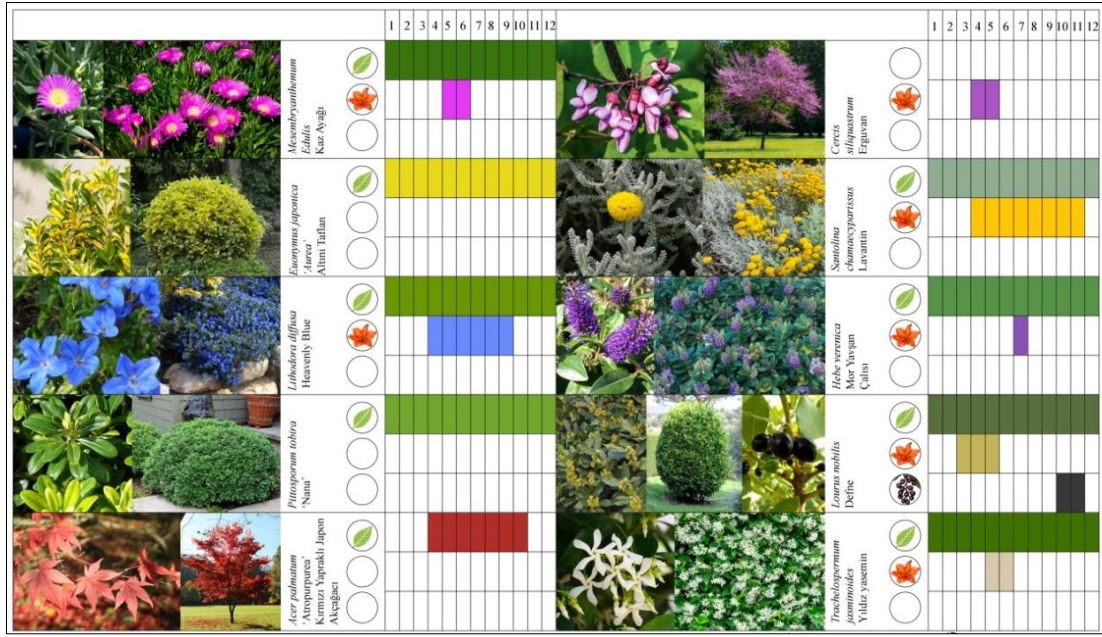 1 2 3 4 5 6 7 8 9 10 11 12
1 2 3 4 5 6 7 8 9 10 11 12
Mesembryanthemum
Edulis
Kaz Ayağı
Cercis
siliquastrum
Erguvan
Euonymus japonica
'Aurea'
Altıni Taflan
Santolina
chamaecyparissus
Lavantin
Lithodora diffusa
Heavenly Blue
Hebe verenica
Mor Yavşan
Çalısı
Pittosporum tobira
'Nana'
Lourus nobilis
Defne
Acer palmatum
'Atropurpurea'
Kırmızı Yapraklı Japon
Akçağacı
Trachelospermum
jasminoides
Yıldız yasemin